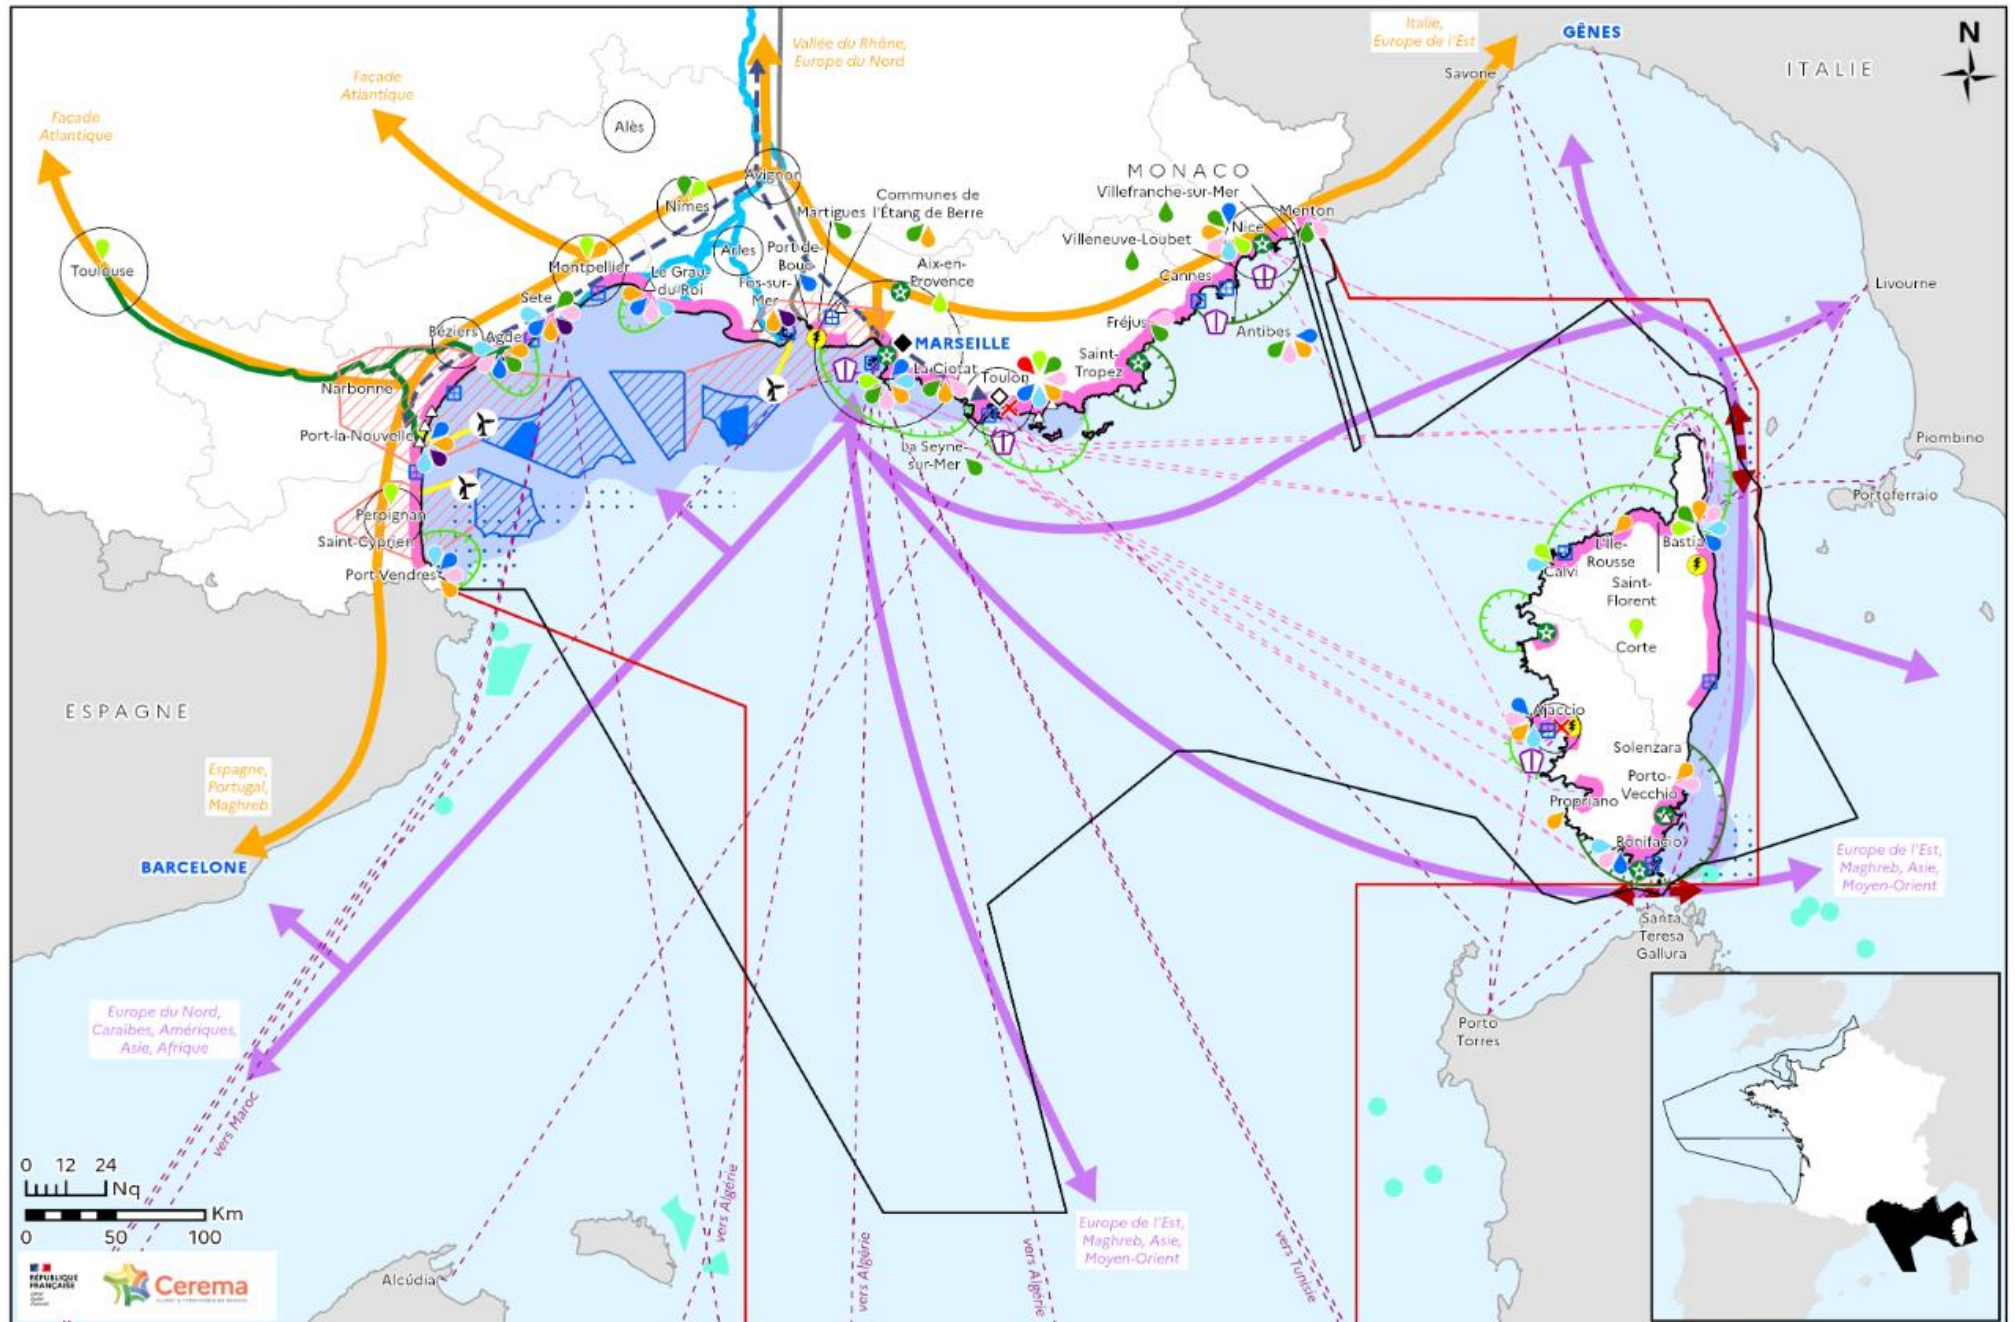 Italie,
Europe de l'Est
GÊNES
N
Savone
ITALIE
Vallée du Rhône,
Europe du Nord
Façade
Atlantique
Façade
Atlantique
Alès
MONACO
Villefranche-sur-Mer
Avignon
Nîmes
Communes de
l'Étang de Berre
Martigues
Menton
Nice
Villeneuve-Loubet
Arles
Port-de-
Bouc
Toulouse
Montpellier
Le Grau-
du Roi
Fos-sur-
Mer
Aix-en-
Provence
Cannes
Livourne
Sète
Béziers
Agde
Fréjus
Antibes
MARSEILLE
Saint-
Tropez
La Ciotat
Toulon
Narbonne
Port-la-Nouvelle
La Seyne-
sur-Mer
Piombino
Portoferraio
Perpignan
Saint-Cyprien
Port-Vendres
L'Île-
Rousse
Bastia
Calvi
Saint-
Florent
Corte
ESPAGNE
Ajaccio
Solenzara
Espagne,
Portugal,
Maghreb
Porto-
Vecchio
Propriano
Bonifacio
BARCELONE
Europe de l'Est,
Maghreb, Asie,
Moyen-Orient
Santa
Teresa
Gallura
Europe du Nord,
Caraïbes, Amériques,
Asie, Afrique
Porto
Torres
vers Maroc
0 12 24
Nq
Km
0 50 100
vers Algérie
vers Algérie
vers Algérie
vers Tunisie
Europe de l'Est,
Maghreb, Asie,
Moyen-Orient
Alcúdia
RÉPUBLIQUE
FRANÇAISE
Cerema